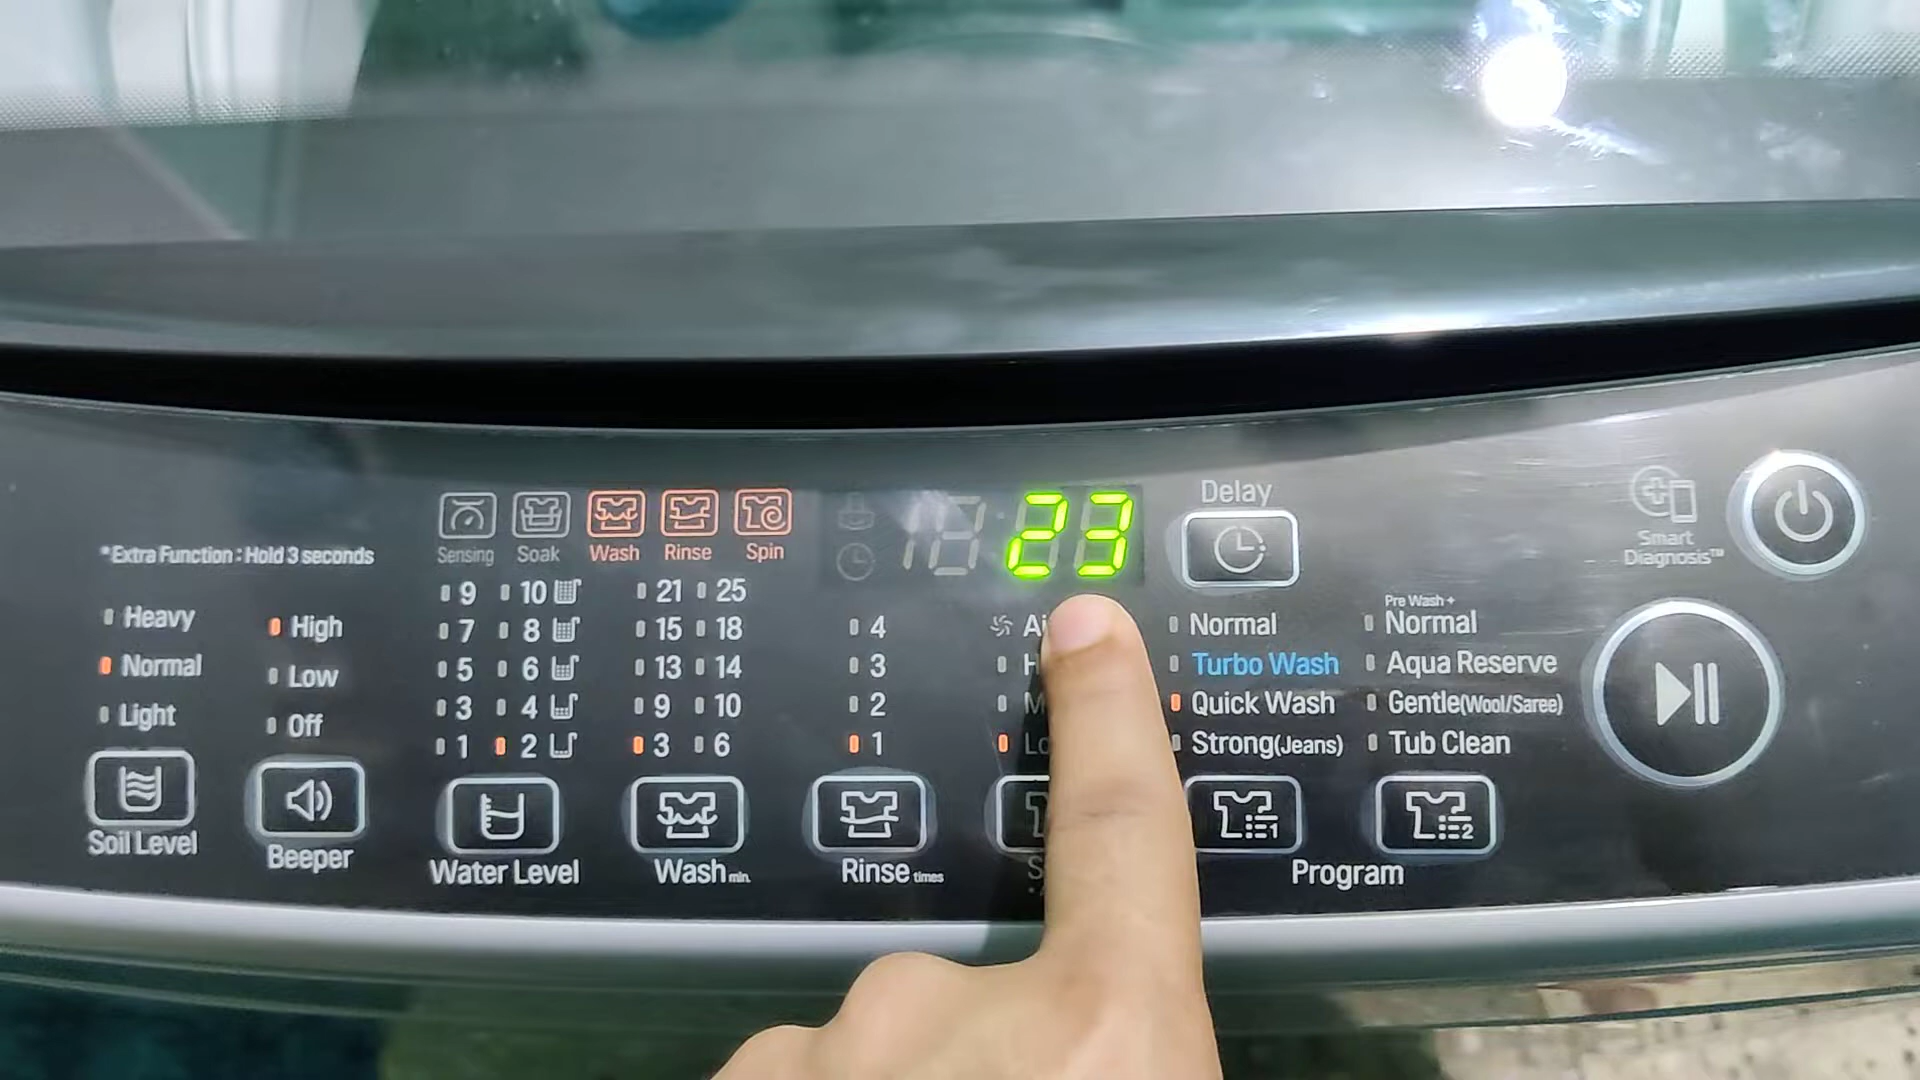 Delay
23
Smart
Diagnosis™
Sensing Soak Wash Rinse Spin
*Extra Function : Hold 3 seconds
Heavy
Normal
Light
Soil Level
High
Low
Off
Beeper
9 10
7 8
5 6
3 4
1 2
Water Level
21 25
15 18
13 14
9 10
3 6
Wash min.
4
3
2
1
Rinse times
Normal
Turbo Wash
Quick Wash
Strong(Jeans)
Pre Wash +
Normal
Aqua Reserve
Gentle(Wool/Saree)
Tub Clean
1
2
Program